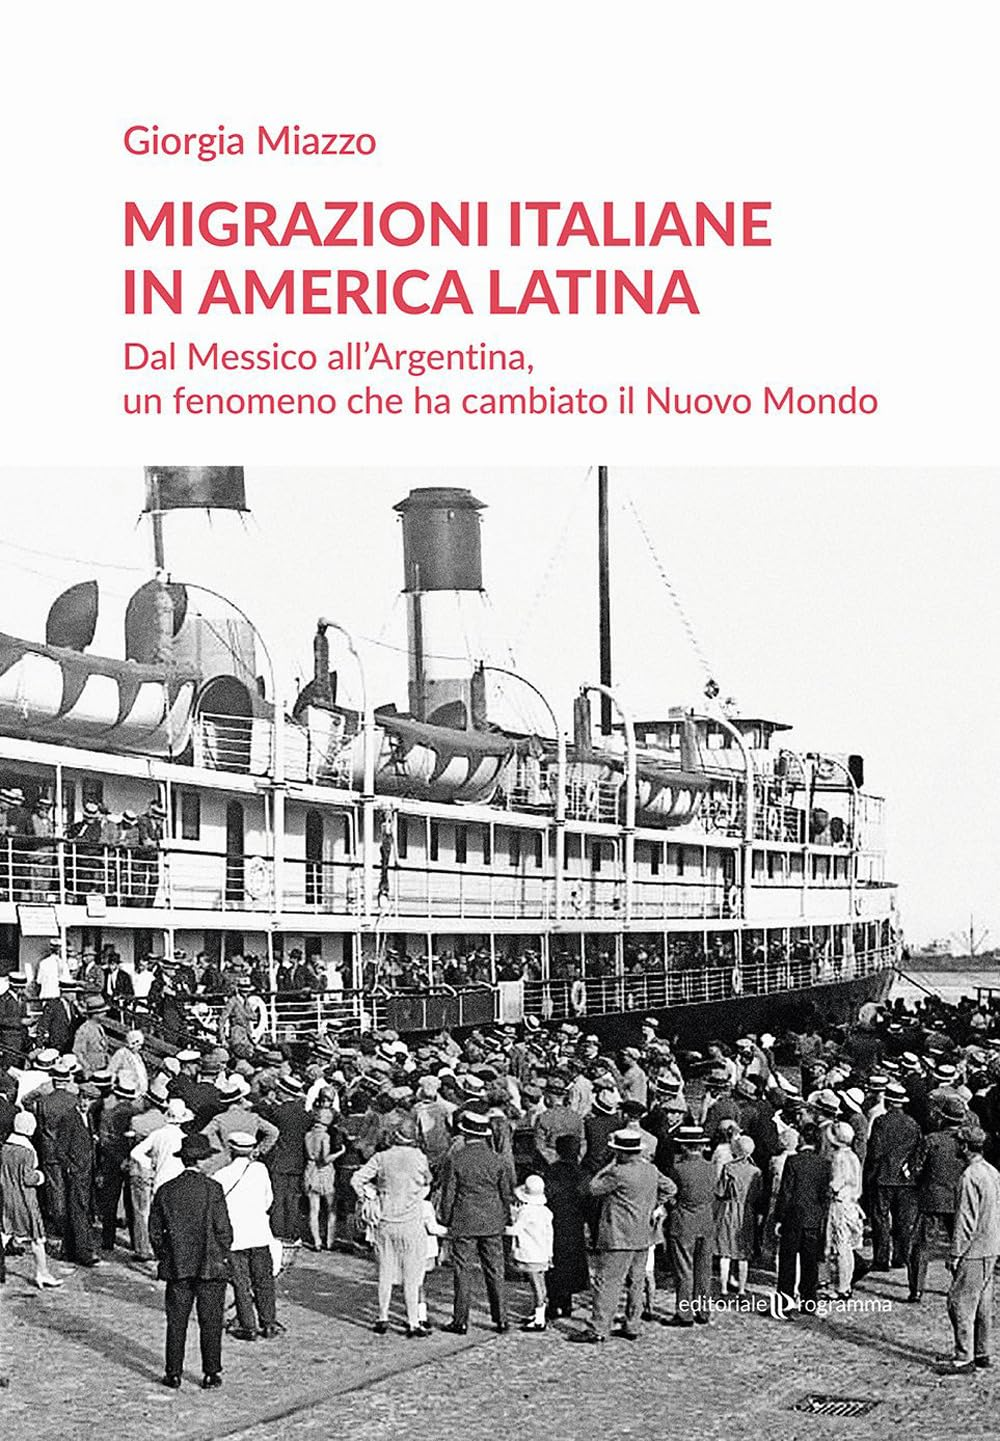 Giorgia Miazzo
MIGRAZIONI ITALIANE
IN AMERICA LATINA
Dal Messico all’Argentina,
un fenomeno che ha cambiato il Nuovo Mondo
editoriale Programma